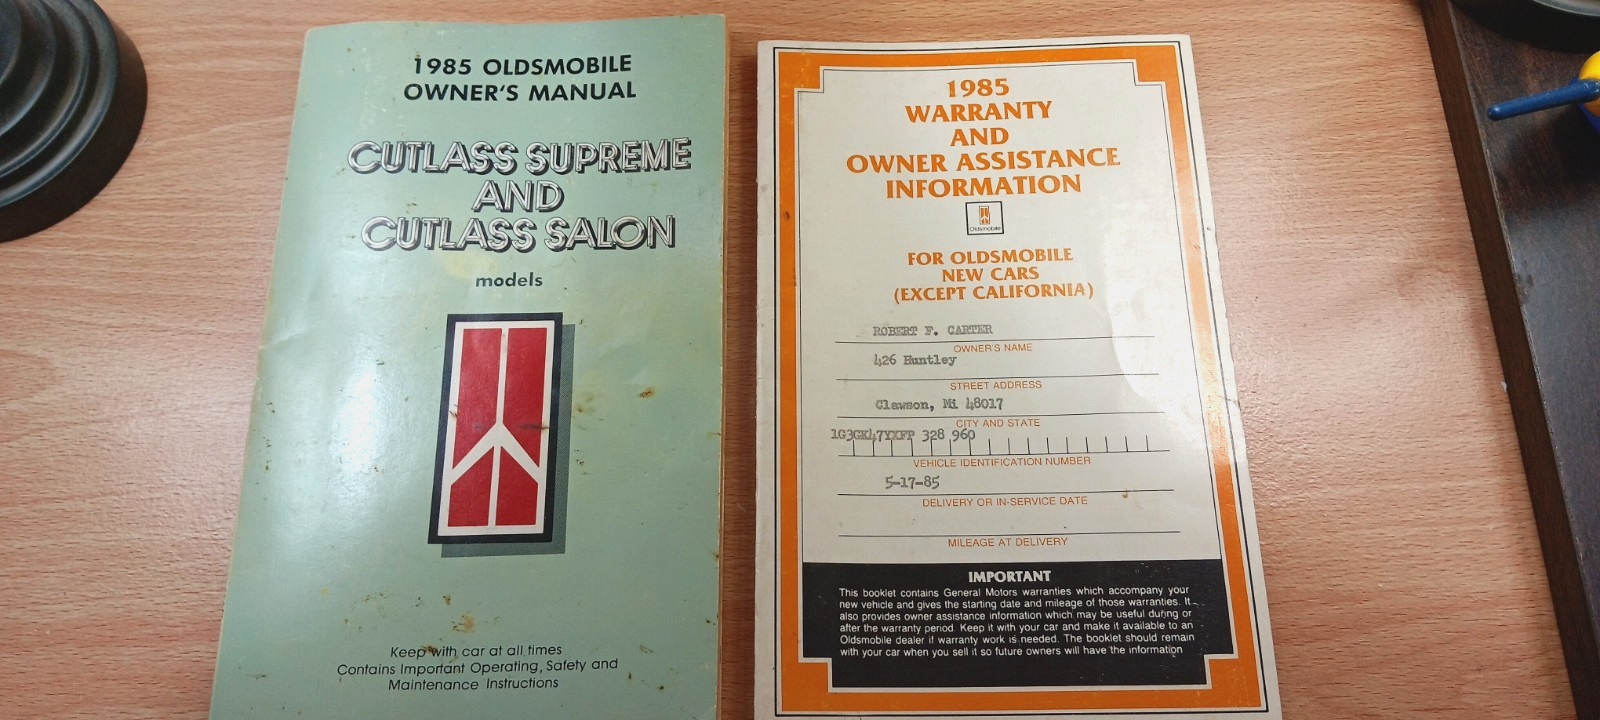 1985 OLDSMOBILE
OWNER'S MANUAL
CUTLASS SUPREME
AND
CUTLASS SALON
models
Keep with car at all times
Contains Important Operating, Safety and
Maintenance Instructions
1985
WARRANTY
AND
OWNER ASSISTANCE
INFORMATION
Oldsmobile
FOR OLDSMOBILE
NEW CARS
(EXCEPT CALIFORNIA)
ROBERT F. CARTER
OWNER'S NAME
426 Huntley
STREET ADDRESS
Clawson, Mi 48017
CITY AND STATE
1G3GK47YXFP 328 960
VEHICLE IDENTIFICATION NUMBER
5-17-85
DELIVERY OR IN-SERVICE DATE
MILEAGE AT DELIVERY
IMPORTANT
This booklet contains General Motors warranties which accompany your
new vehicle and gives the starting date and mileage of those warranties. It
also provides owner assistance information which may be useful during or
after the warranty period. Keep it with your car and make it available to an
Oldsmobile dealer if warranty work is needed. The booklet should remain
with your car when you sell it so future owners will have the information